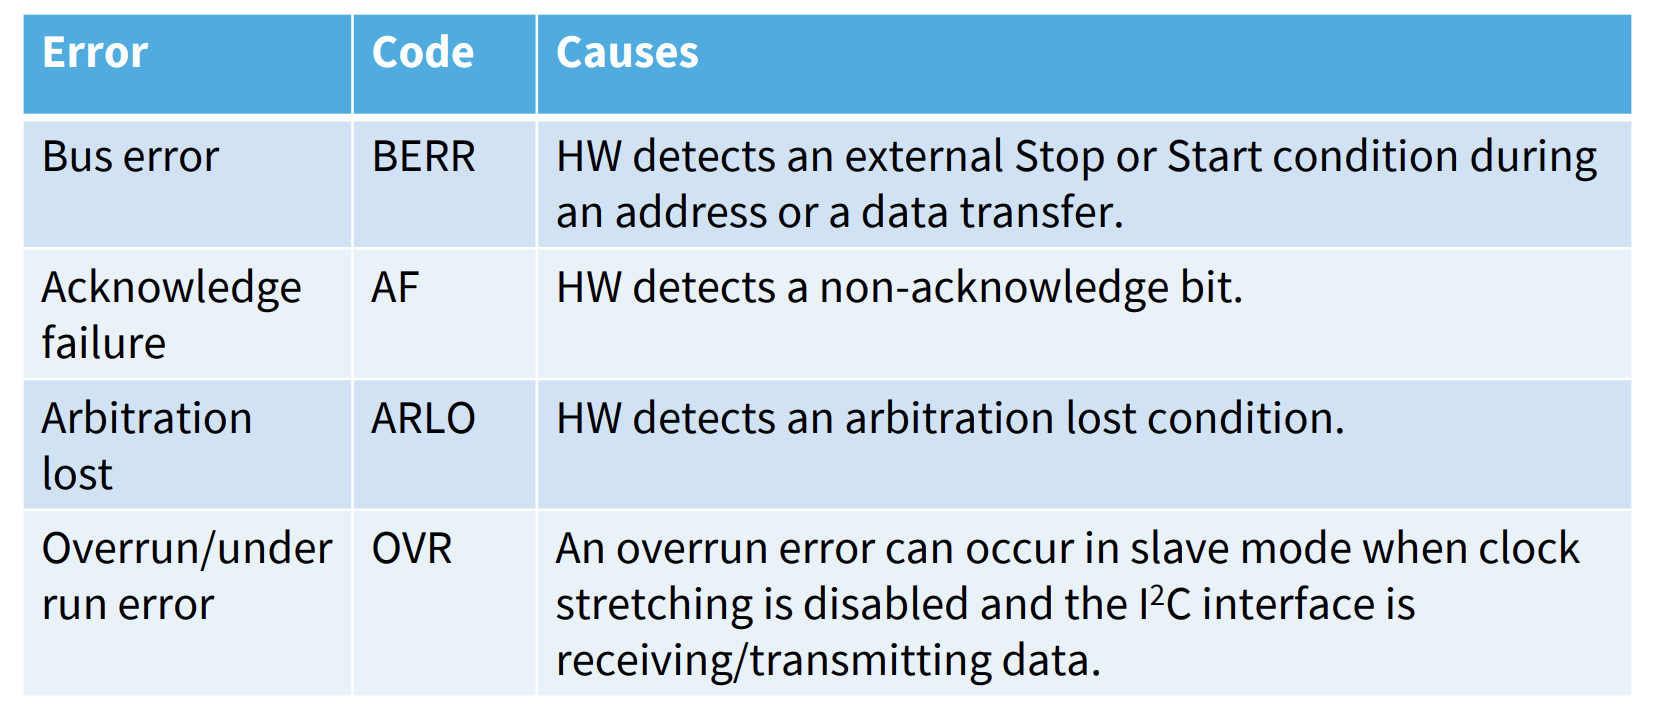 Error Code Causes
Bus error BERR HW detects an external Stop or Start condition during
an address or a data transfer.
Acknowledge AF HW detects a non-acknowledge bit.
failure
Arbitration ARLO HW detects an arbitration lost condition.
lost
Overrun/under OVR An overrun error can occur in slave mode when clock
run error stretching is disabled and the I²C interface is
receiving/transmitting data.